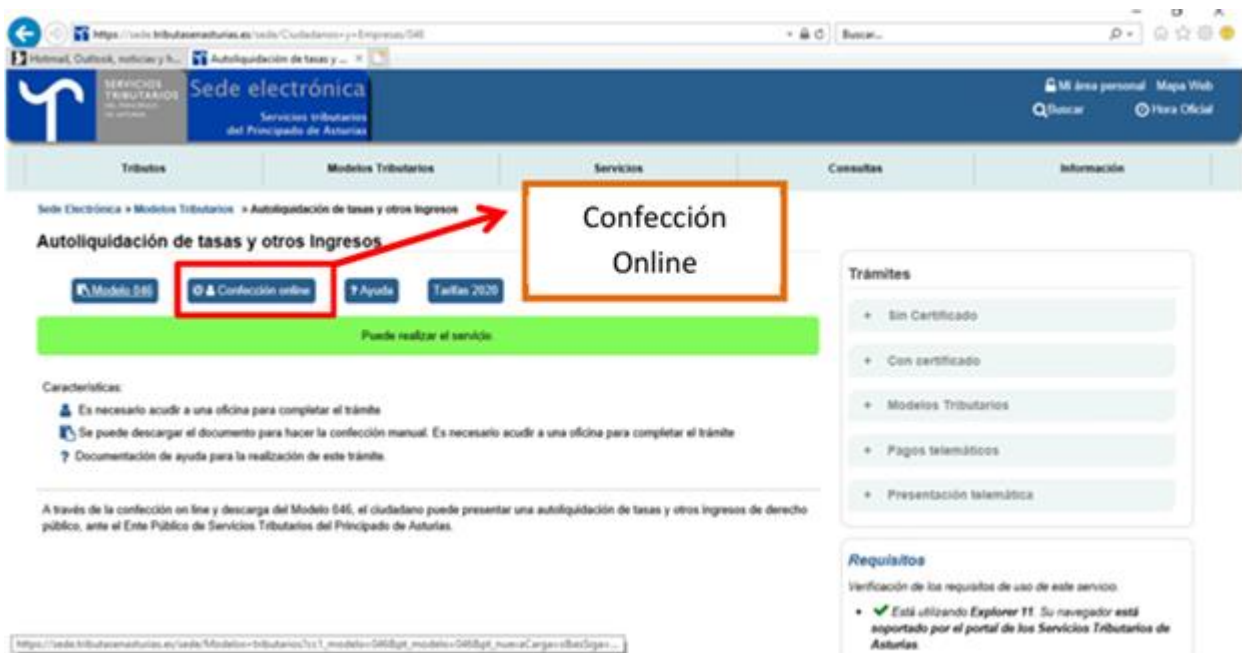 https://sede.tributasenasturias.es/sede/Ciudadanos+y+Empresas/046
Buscar...
Hotmail, Outlook, noticias y h...
Autoliquidación de tasas y ...
SERVICIOS
TRIBUTARIOS
DEL PRINCIPADO
DE ASTURIAS
Sede electrónica
Servicios tributarios
del Principado de Asturias
Mi área personal Mapa Web
Buscar Hora Oficial
Tributos Modelos Tributarios Servicios Consultas Información
Sede Electrónica » Modelos Tributarios » Autoliquidación de tasas y otros Ingresos
Autoliquidación de tasas y otros Ingresos
Confección
Online
Modelo 046 Confección online ? Ayuda Tarifas 2020
Puede realizar el servicio.
Características:
Es necesario acudir a una oficina para completar el trámite
Se puede descargar el documento para hacer la confección manual. Es necesario acudir a una oficina para completar el trámite
? Documentación de ayuda para la realización de este trámite.
A través de la confección on line y descarga del Modelo 046, el ciudadano puede presentar una autoliquidación de tasas y otros ingresos de derecho
público, ante el Ente Público de Servicios Tributarios del Principado de Asturias.
Trámites
+ Sin Certificado
+ Con certificado
+ Modelos Tributarios
+ Pagos telemáticos
+ Presentación telemática
Requisitos
Verificación de los requisitos de uso de este servicio.
• Está utilizando Explorer 11. Su navegador está
soportado por el portal de los Servicios Tributarios de
Asturias.